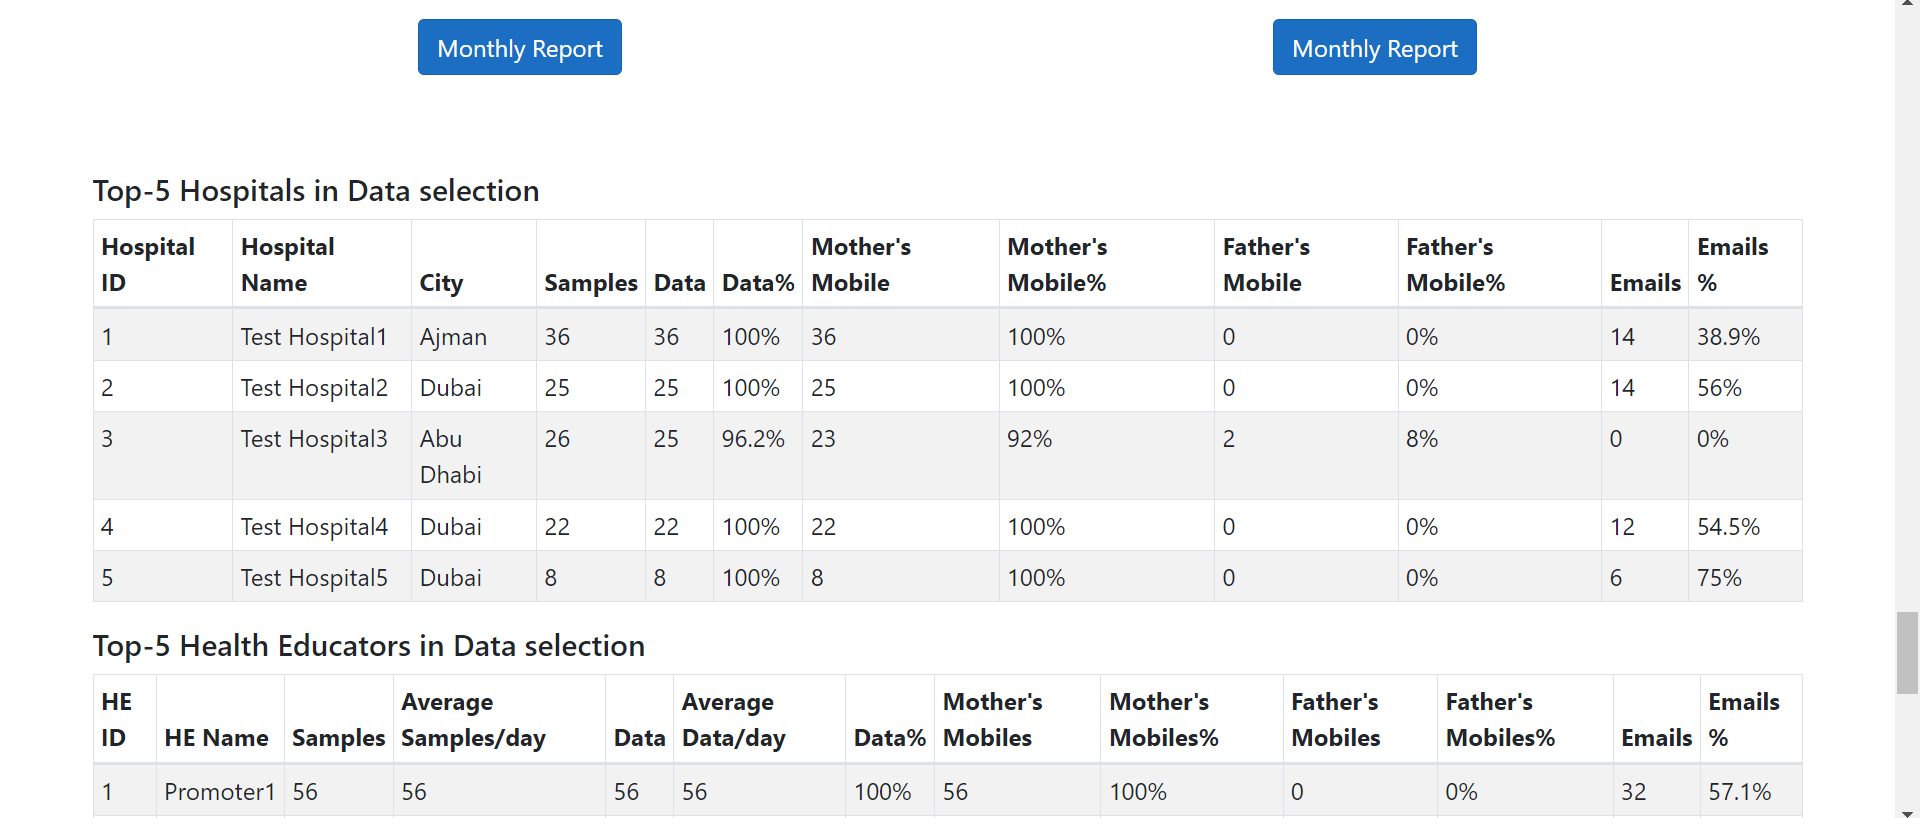 Monthly Report Monthly Report
Top-5 Hospitals in Data selection
Hospital ID Hospital Name City Samples Data Data% Mother's Mobile Mother's Mobile% Father's Mobile Father's Mobile% Emails Emails %
1 Test Hospital1 Ajman 36 36 100% 36 100% 0 0% 14 38.9%
2 Test Hospital2 Dubai 25 25 100% 25 100% 0 0% 14 56%
3 Test Hospital3 Abu Dhabi 26 25 96.2% 23 92% 2 8% 0 0%
4 Test Hospital4 Dubai 22 22 100% 22 100% 0 0% 12 54.5%
5 Test Hospital5 Dubai 8 8 100% 8 100% 0 0% 6 75%
Top-5 Health Educators in Data selection
HE ID HE Name Samples Average Samples/day Data Average Data/day Data% Mother's Mobiles Mother's Mobiles% Father's Mobiles Father's Mobiles% Emails Emails %
1 Promoter1 56 56 56 56 100% 56 100% 0 0% 32 57.1%